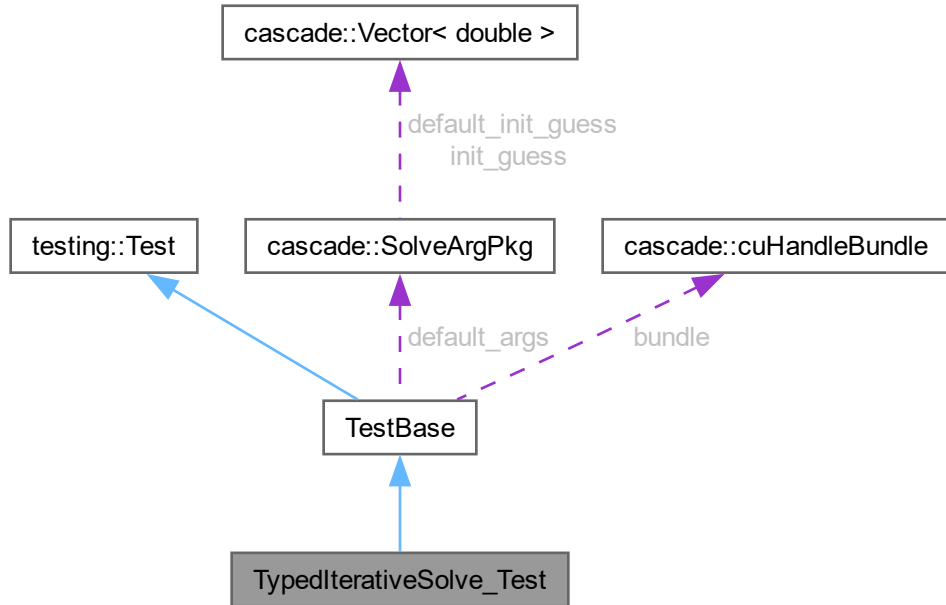 cascade::Vector< double >
default_init_guess
init_guess
testing::Test
cascade::SolveArgPkg
cascade::cuHandleBundle
default_args
bundle
TestBase
TypedIterativeSolve_Test